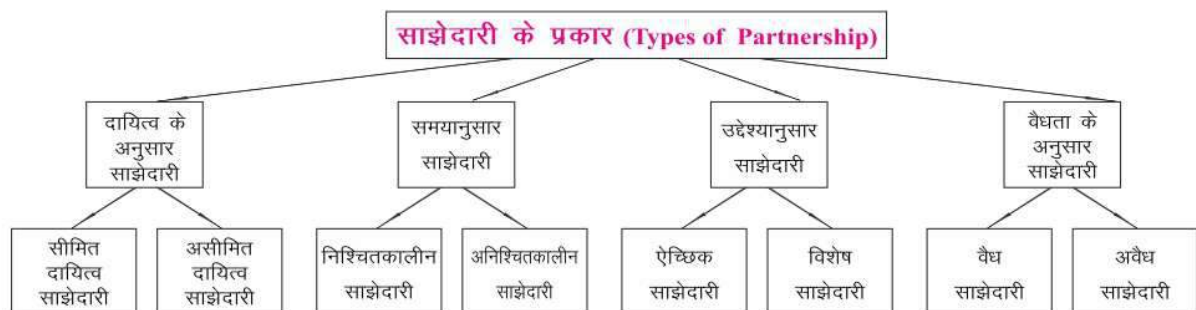 साझेदारी के प्रकार (Types of Partnership)
दायित्व के
अनुसार
साझेदारी
समयानुसार
साझेदारी
उद्देश्यानुसार
साझेदारी
वैधता के
अनुसार
साझेदारी
सीमित
दायित्व
साझेदारी
असीमित
दायित्व
साझेदारी
निश्चितकालीन
साझेदारी
अनिश्चितकालीन
साझेदारी
ऐच्छिक
साझेदारी
विशेष
साझेदारी
वैध
साझेदारी
अवैध
साझेदारी